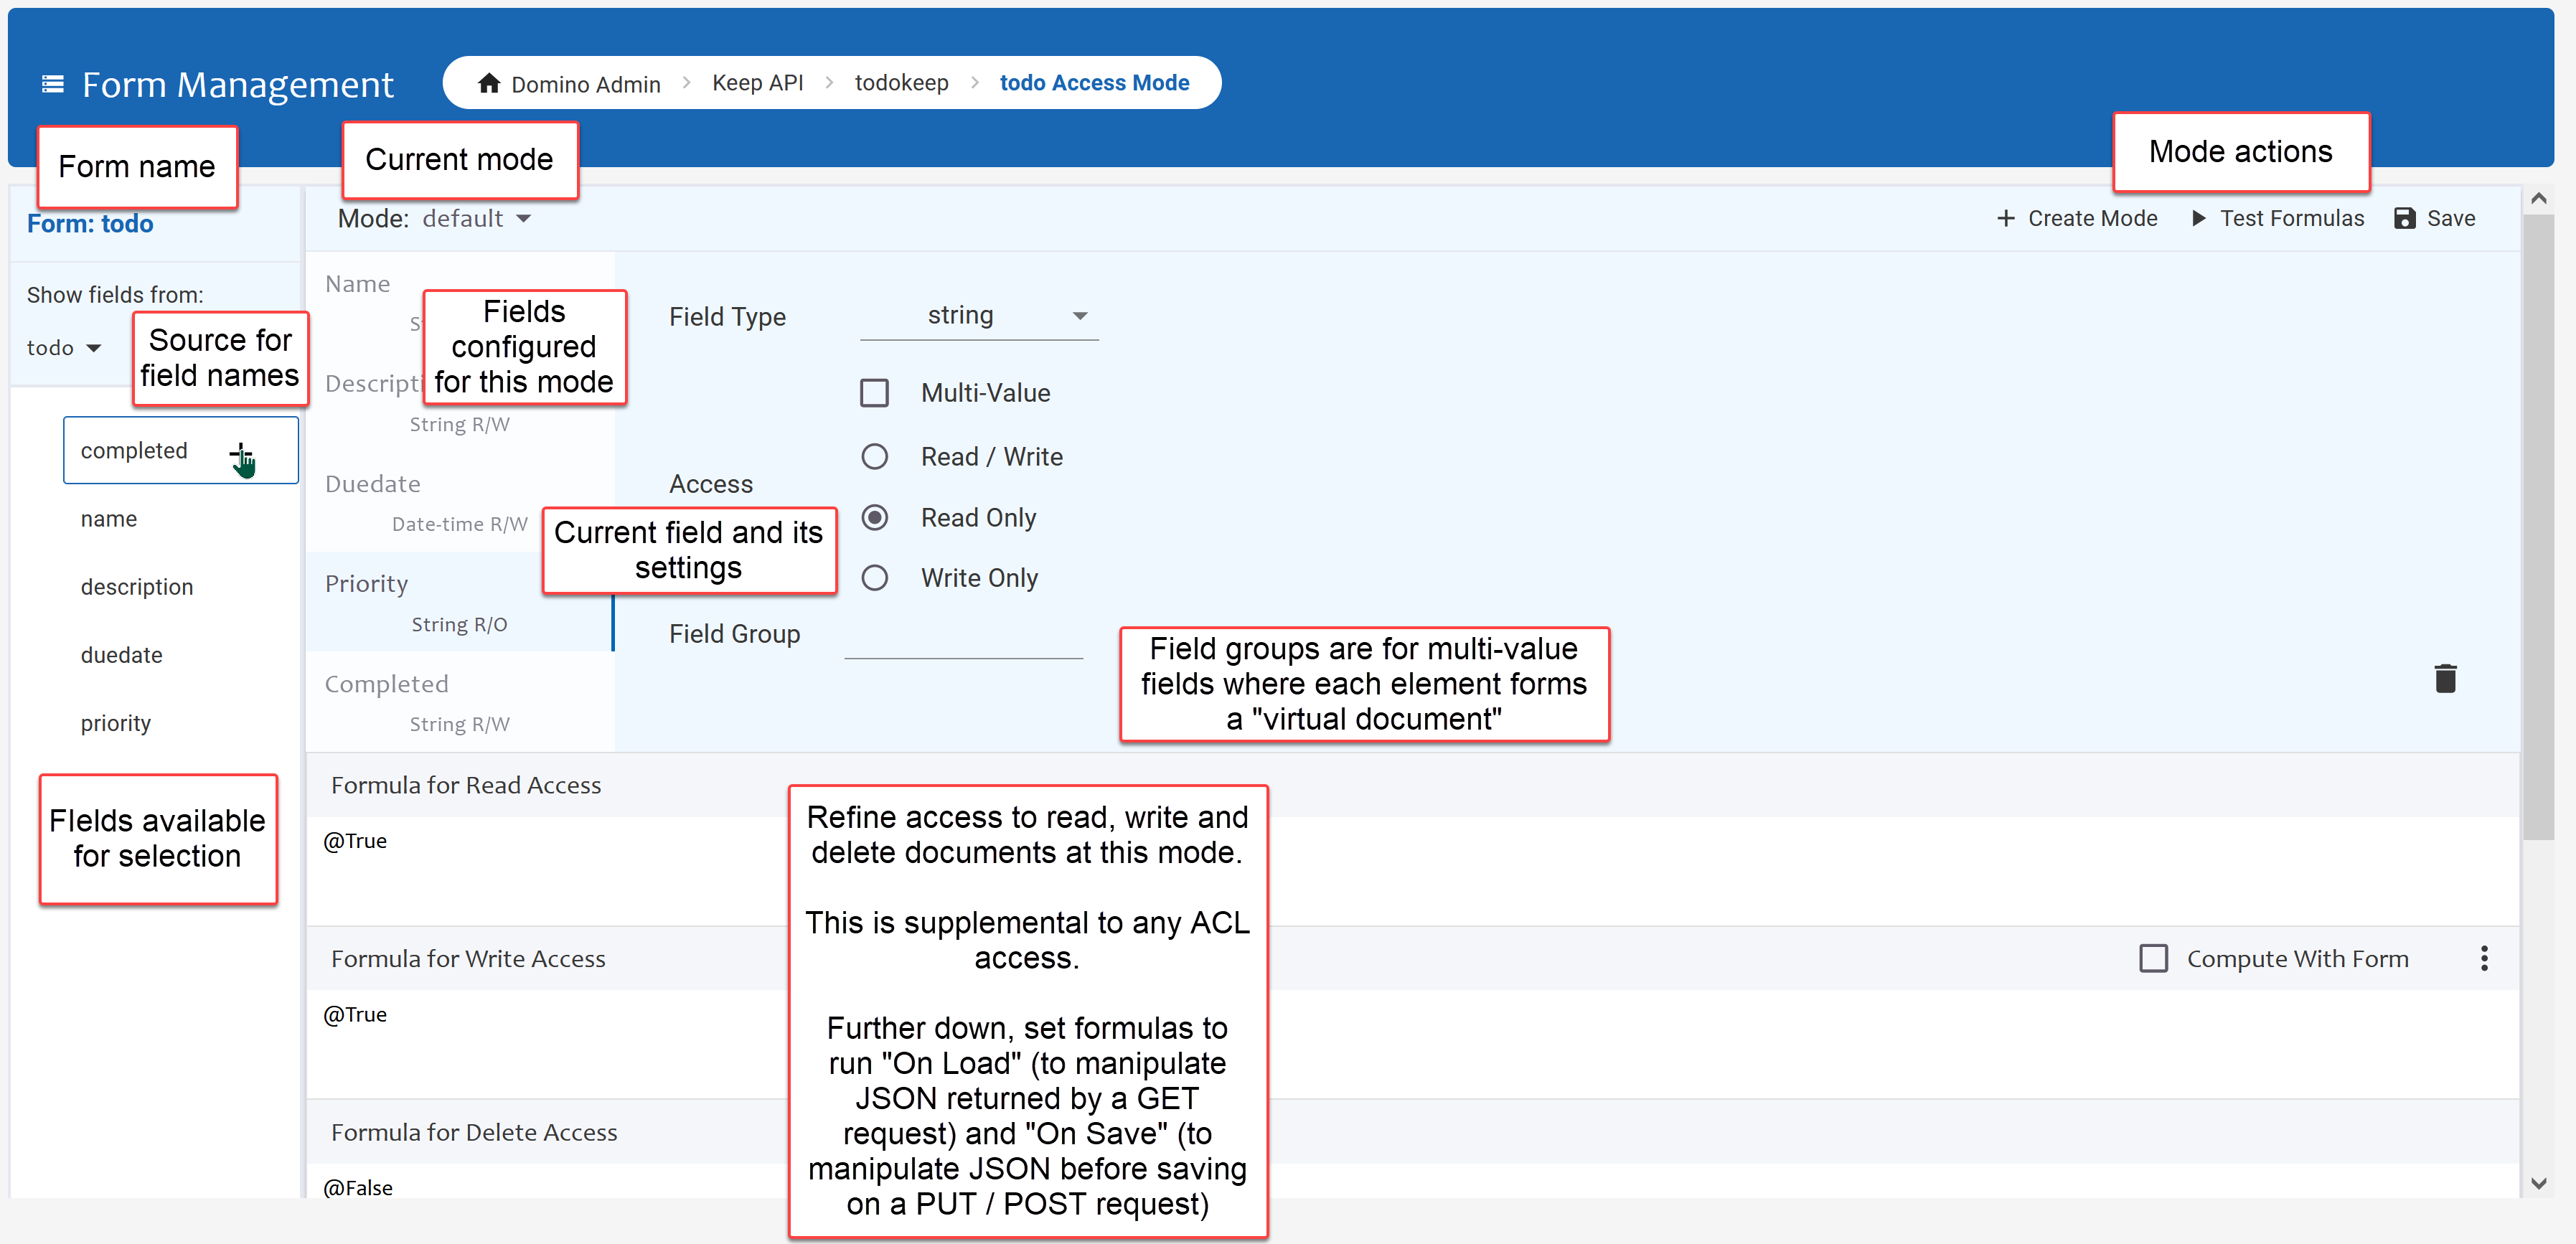 Form Management
Domino Admin > Keep API > todokeep > todo Access Mode
Form name
Current mode
Mode actions
Form: todo
Mode: default
Create Mode
Test Formulas
Save
Show fields from:
todo
Source for
field names
completed
name
description
duedate
priority
FIelds available
for selection
Name
Fields
configured
for this mode
Descripti
String R/W
Duedate
Date-time R/W
Priority
String R/O
Completed
String R/W
Current field and its
settings
Field Type
string
Multi-Value
Access
Read / Write
Read Only
Write Only
Field Group
Field groups are for multi-value
fields where each element forms
a "virtual document"
Formula for Read Access
@True
Formula for Write Access
Compute With Form
@True
Formula for Delete Access
@False
Refine access to read, write and
delete documents at this mode.
This is supplemental to any ACL
access.
Further down, set formulas to
run "On Load" (to manipulate
JSON returned by a GET
request) and "On Save" (to
manipulate JSON before saving
on a PUT / POST request)